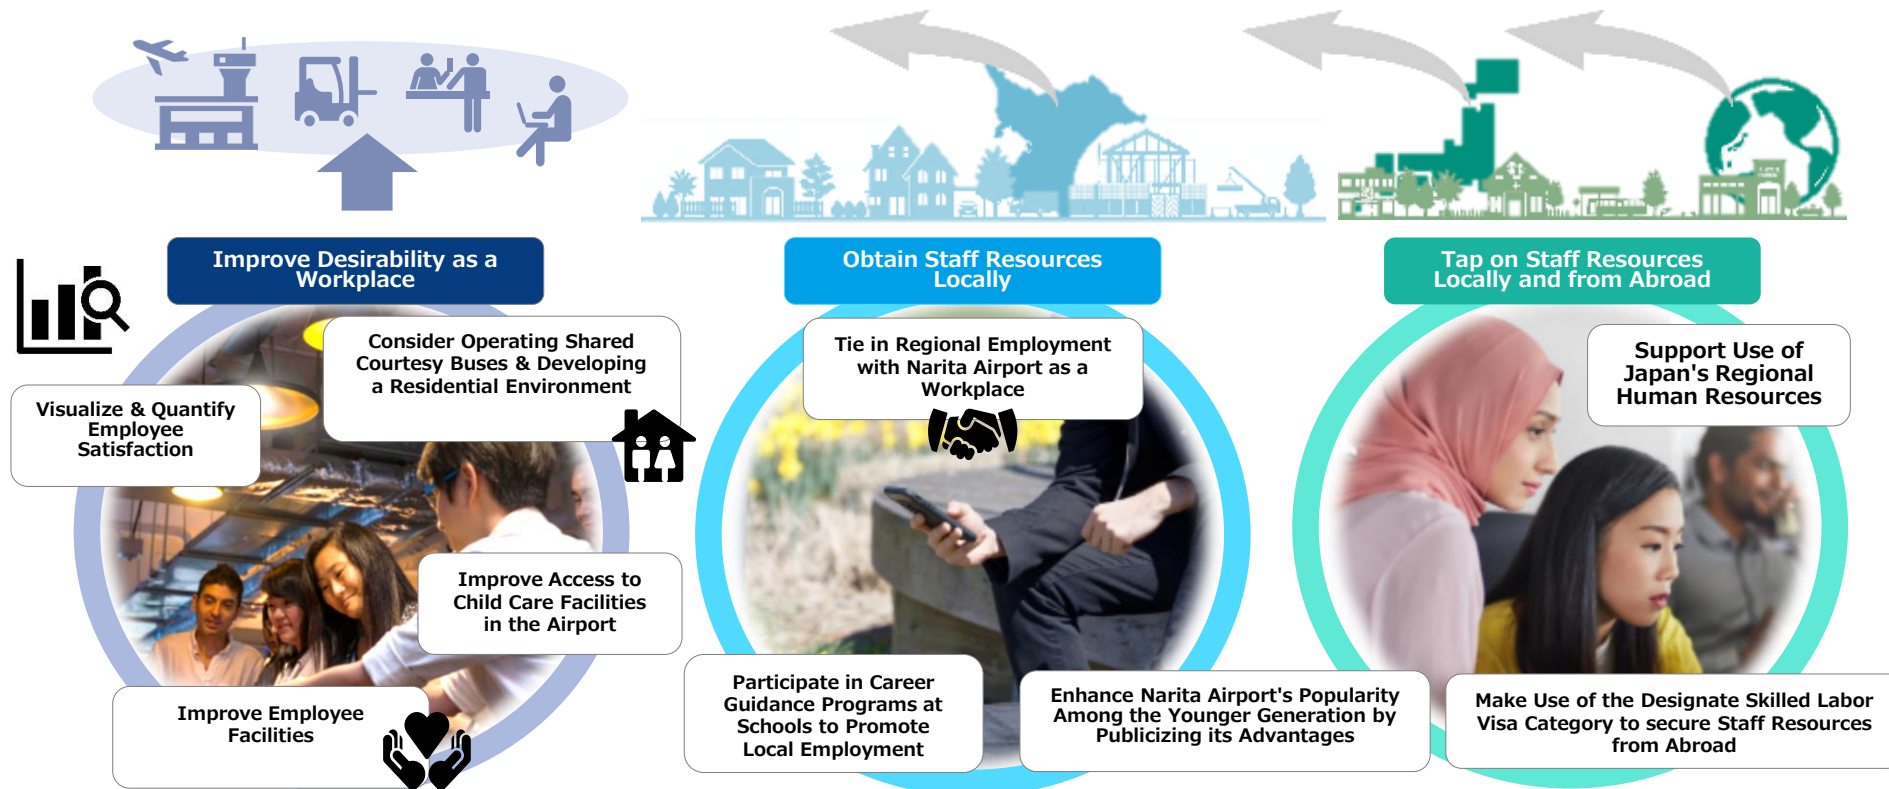 Improve Desirability as a
Workplace
Consider Operating Shared
Courtesy Buses & Developing
a Residential Environment
Visualize & Quantify
Employee
Satisfaction
Improve Access to
Child Care Facilities
in the Airport
Improve Employee
Facilities
Obtain Staff Resources
Locally
Tie in Regional Employment
with Narita Airport as a
Workplace
Participate in Career
Guidance Programs at
Schools to Promote
Local Employment
Enhance Narita Airport's Popularity
Among the Younger Generation by
Publicizing its Advantages
Tap on Staff Resources
Locally and from Abroad
Support Use of
Japan's Regional
Human Resources
Make Use of the Designate Skilled Labor
Visa Category to secure Staff Resources
from Abroad